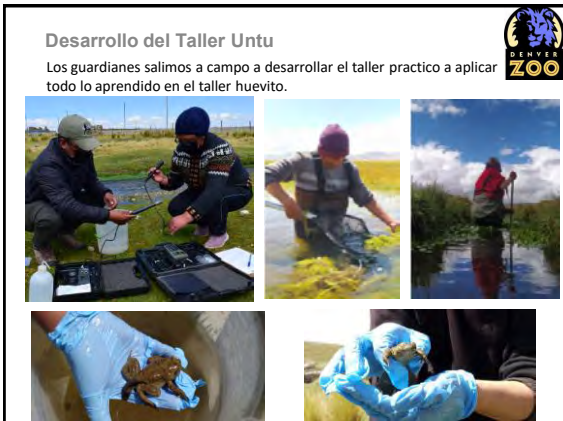 Desarrollo del Taller Untu
DENVER
ZOO
Los guardianes salimos a campo a desarrollar el taller practico a aplicar
todo lo aprendido en el taller huevito.